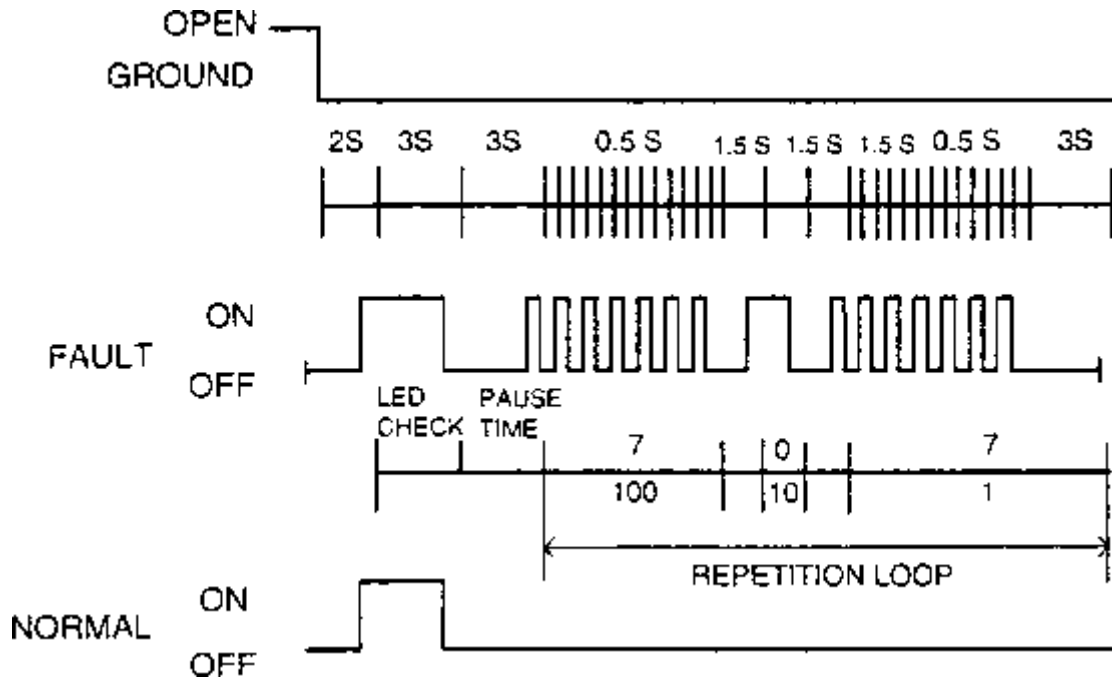 OPEN
GROUND
2S 3S 3S 0.5 S 1.5 S 1.5 S 1.5 S 0.5 S 3S
ON
FAULT
OFF
LED CHECK
PAUSE TIME
7 0 7
100 10 1
REPETITION LOOP
ON
NORMAL
OFF